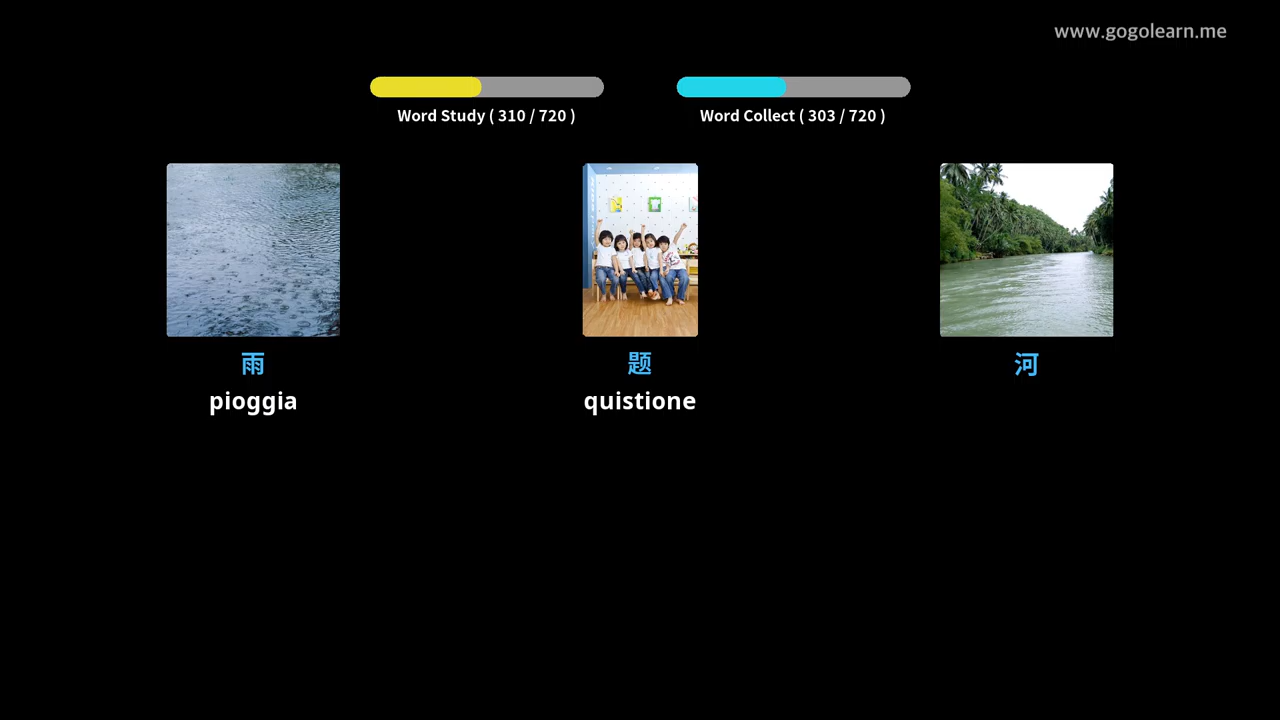 www.gogolearn.me
Word Study ( 310 / 720 )
Word Collect ( 303 / 720 )
雨
题
河
pioggia
quistione